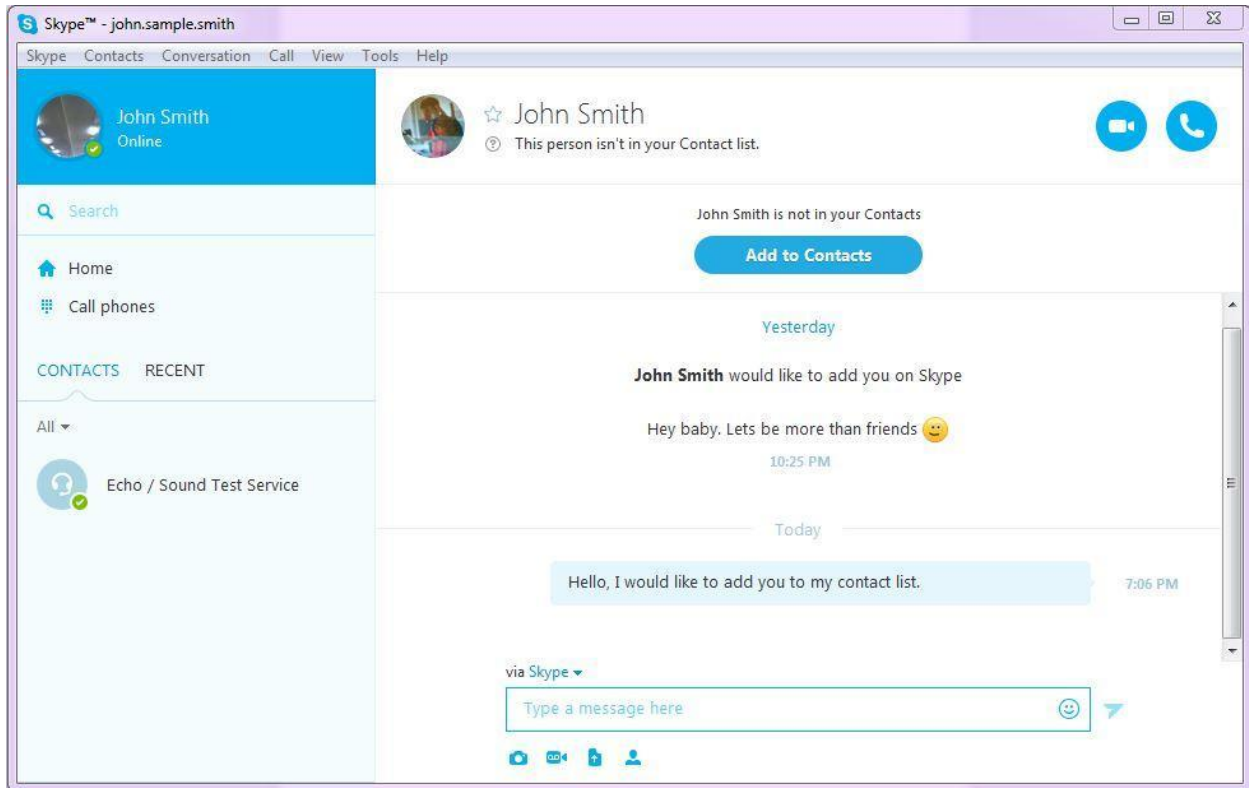 Skype™ - john.sample.smith
Skype Contacts Conversation Call View Tools Help
John Smith
Online
Search
Home
Call phones
CONTACTS RECENT
All
Echo / Sound Test Service
John Smith
This person isn't in your Contact list.
John Smith is not in your Contacts
Add to Contacts
Yesterday
John Smith would like to add you on Skype
Hey baby. Lets be more than friends
10:25 PM
Today
Hello, I would like to add you to my contact list.
7:06 PM
via Skype
Type a message here